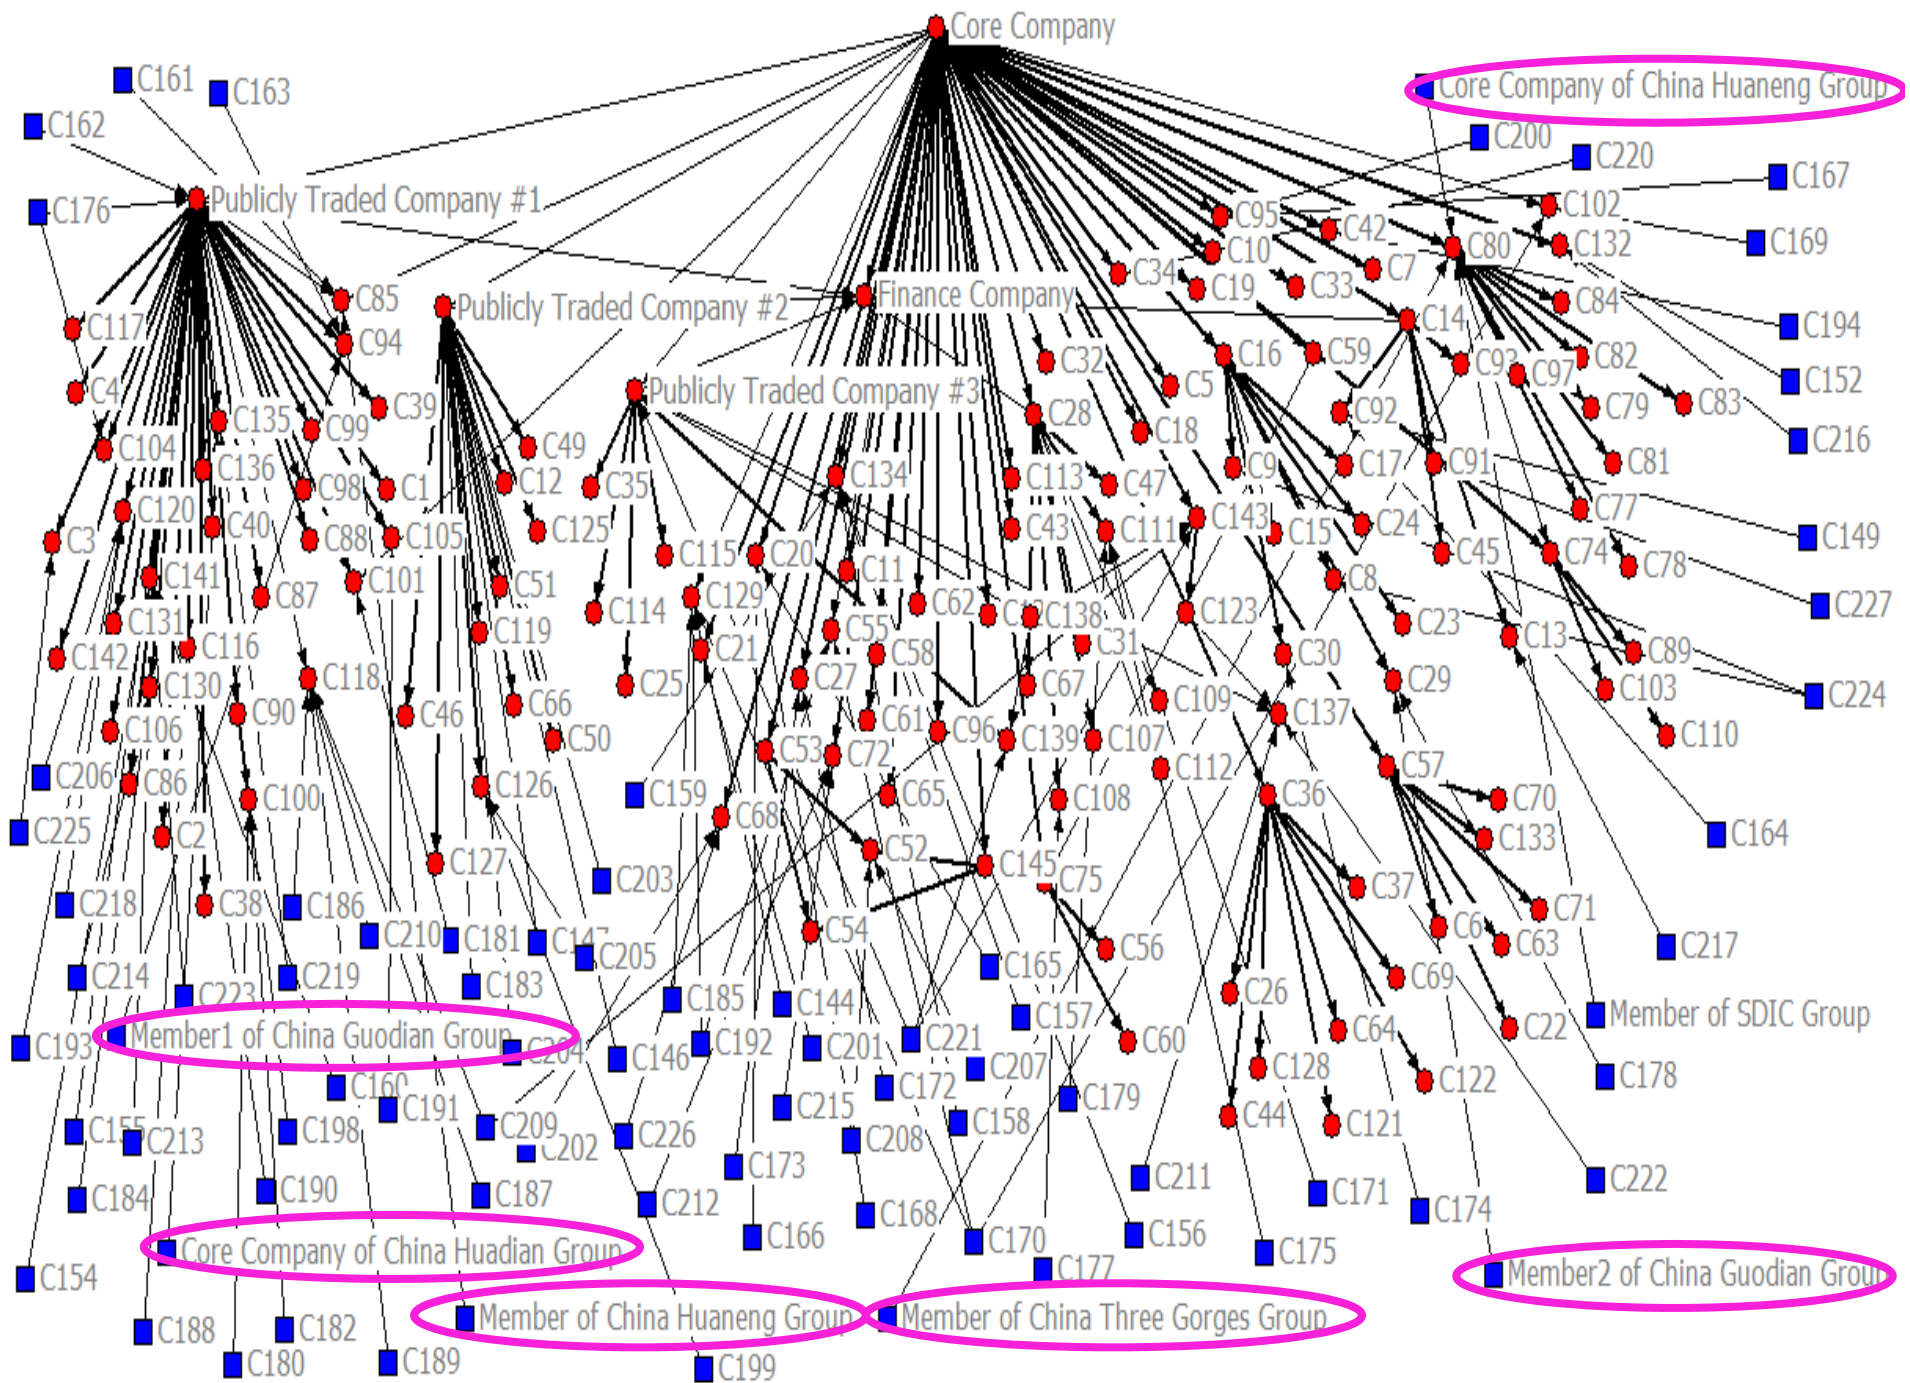 Core Company
C161
C163
Core Company of China Huaneng Group
C162
C200
C220
C167
C176
Publicly Traded Company #1
C95
C102
C42
C169
C10
C80
C132
C34
C7
C85
Publicly Traded Company #2
Finance Company
C19
C33
C84
C117
C94
C14
C194
C32
C16
C59
C93
C97
C82
C4
C39
Publicly Traded Company #3
C5
C152
C135
C99
C28
C92
C79
C83
C104
C49
C18
C216
C136
C134
C113
C47
C9
C17
C91
C81
C98
C1
C12
C35
C120
C40
C125
C43
C111
C143
C15
C24
C77
C3
C88
C105
C115
C20
C45
C74
C149
C141
C101
C51
C11
C8
C78
C87
C114
C129
C62
C138
C123
C23
C227
C131
C116
C119
C55
C31
C13
C142
C21
C58
C30
C89
C130
C118
C25
C27
C67
C29
C103
C224
C90
C46
C66
C109
C106
C50
C61
C96
C139
C107
C137
C110
C206
C86
C53
C72
C112
C57
C100
C126
C159
C65
C108
C36
C70
C225
C2
C68
C133
C164
C127
C52
C145
C203
C75
C37
C218
C38
C186
C71
C210
C181
C147
C54
C56
C6
C63
C217
C205
C165
C214
C219
C183
C69
C223
C185
C144
C26
Member of SDIC Group
C193
Member1 of China Guodian Group
C204
C146
C192
C201
C221
C157
C60
C64
C22
C207
C128
C160
C172
C179
C122
C178
C191
C155
C213
C198
C209
C226
C215
C158
C44
C121
C202
C208
C173
C184
C190
C187
C212
C168
C211
C171
C174
C222
Core Company of China Huadian Group
C166
C170
C156
C175
C154
C177
Member2 of China Guodian Group
C188
C182
Member of China Huaneng Group
Member of China Three Gorges Group
C180
C189
C199